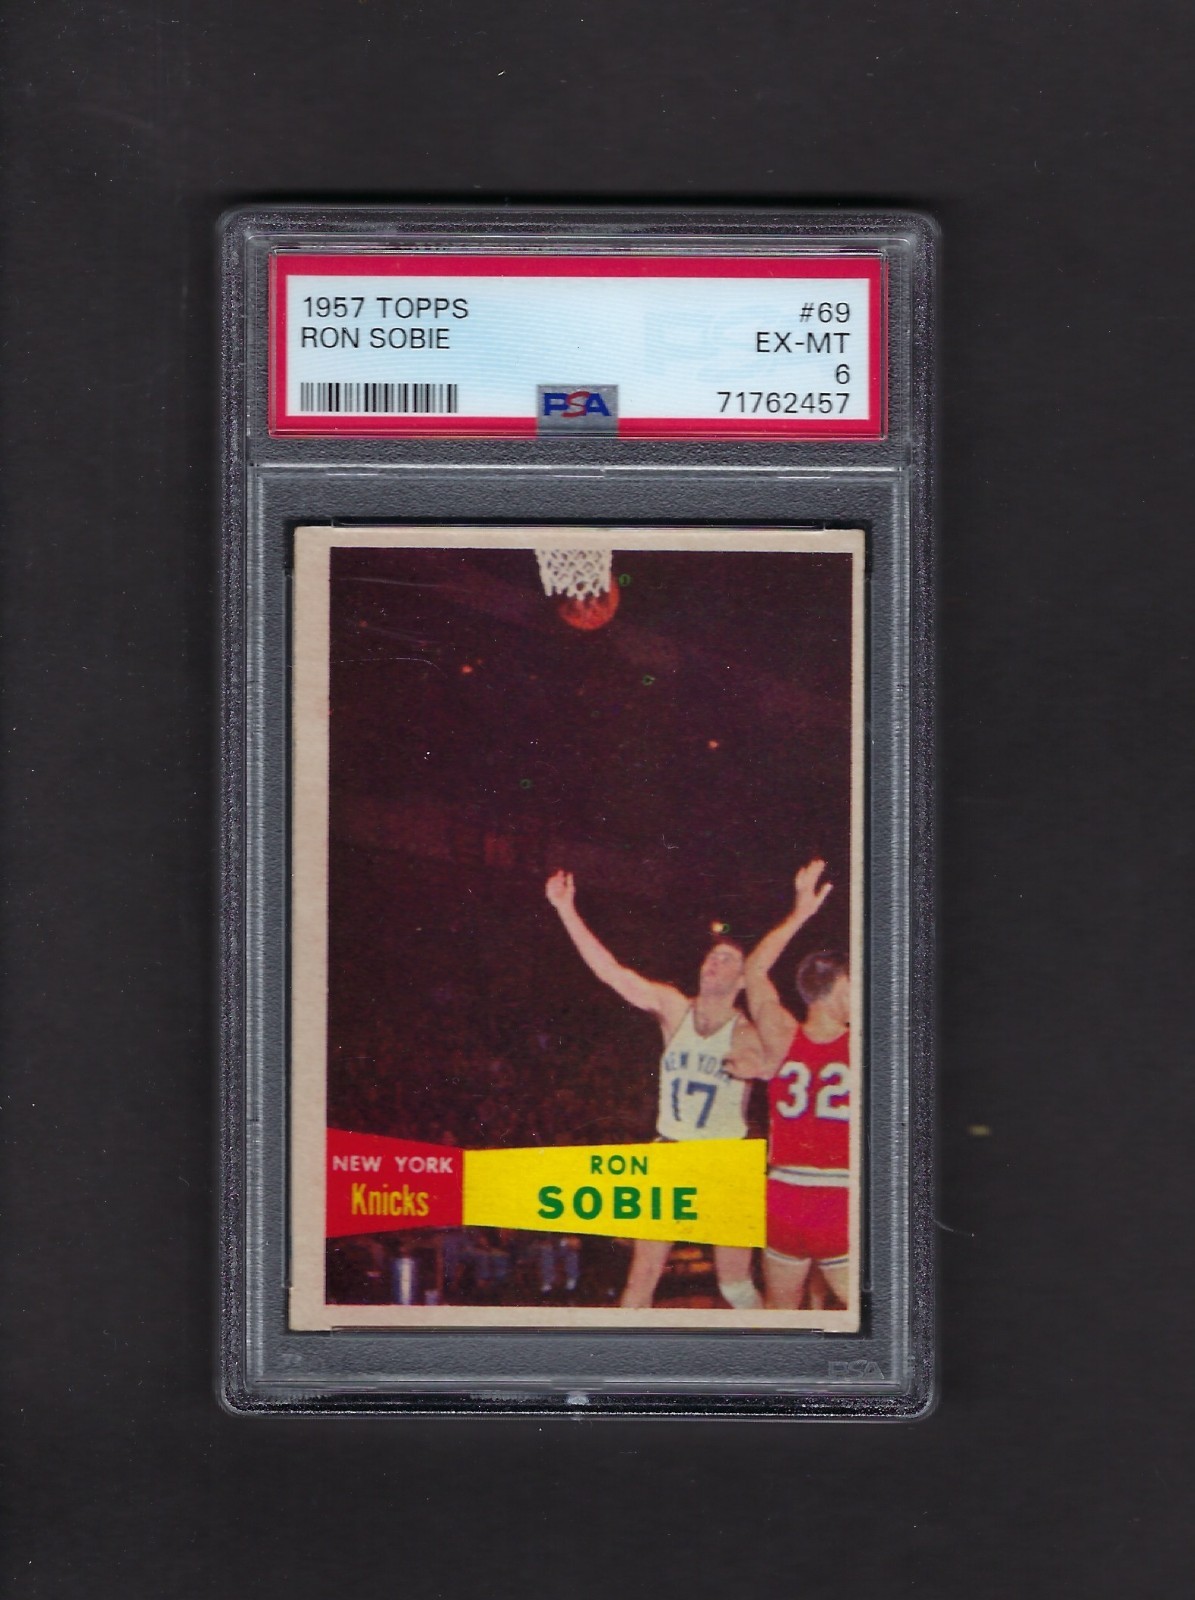 1957 TOPPS #69
RON SOBIE EX-MT
6
PSA 71762457
NEW YORK
17
32
NEW YORK
Knicks
RON
SOBIE
PSA